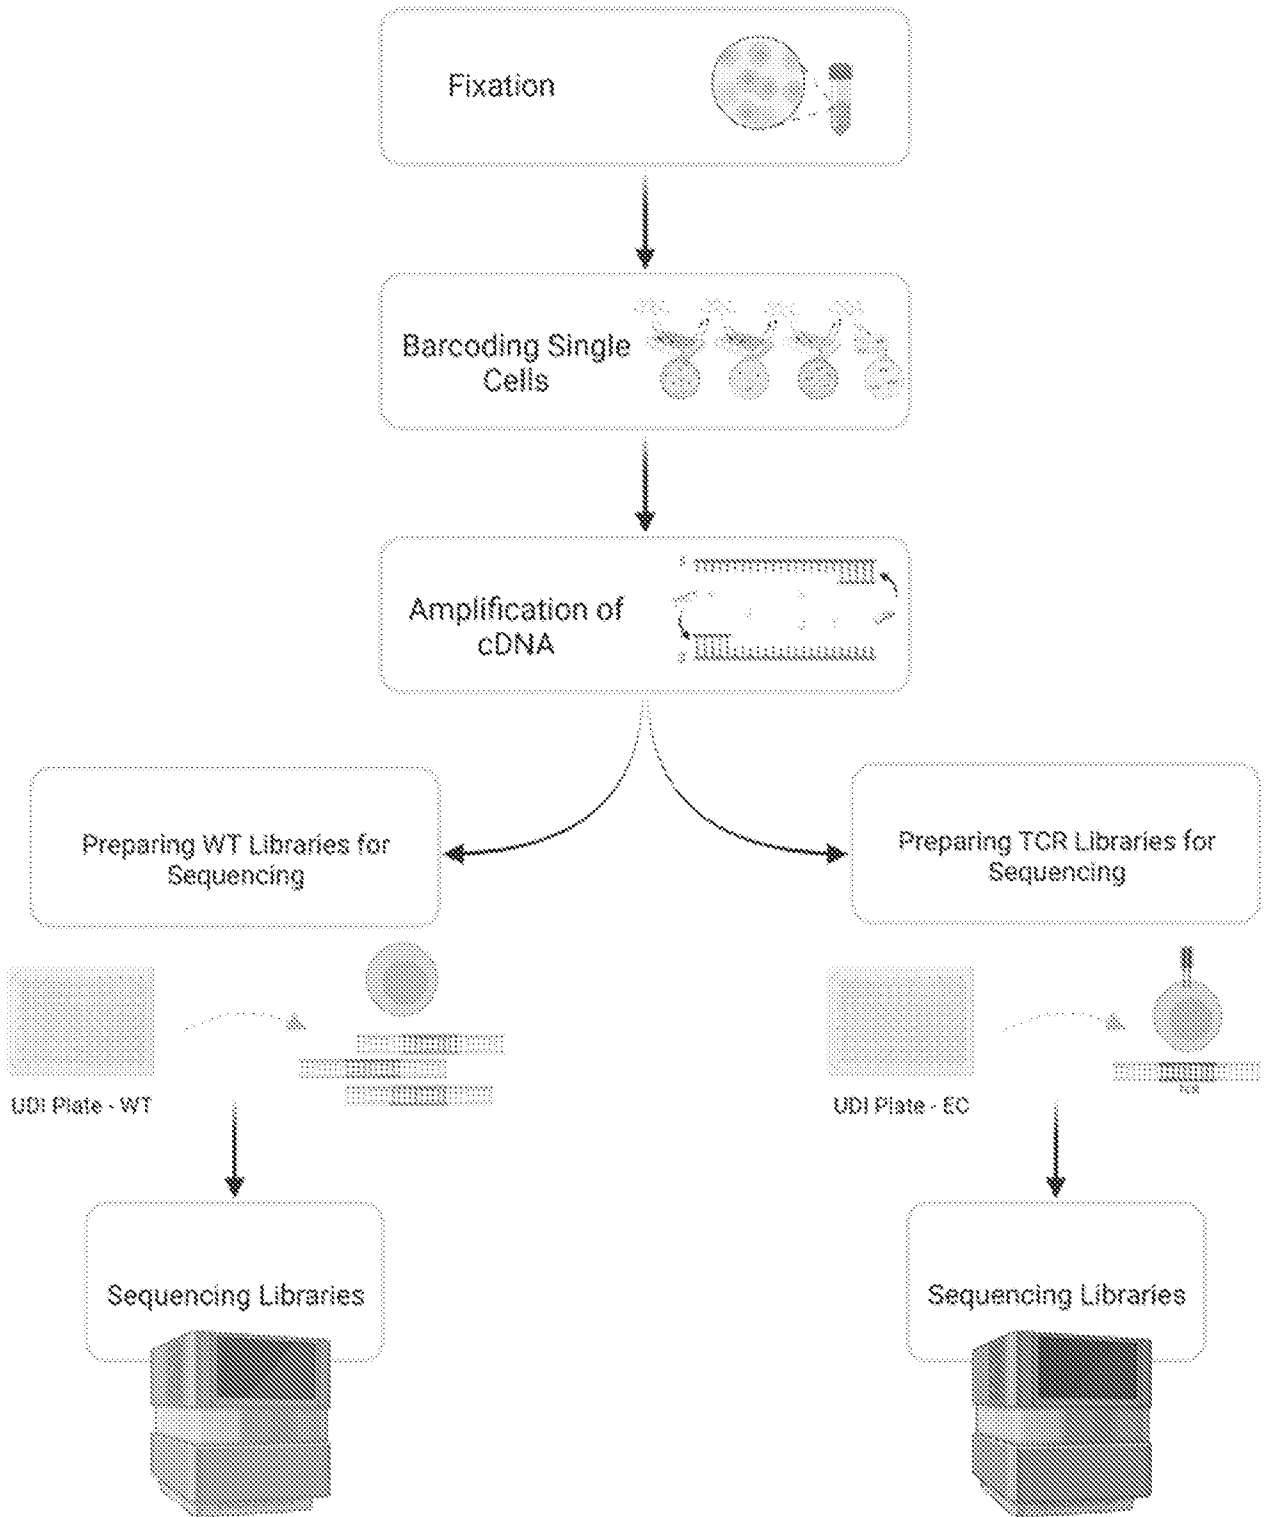 Fixation
Barcoding Single
Cells
Amplification of
cDNA
Preparing WT Libraries for
Sequencing
Preparing TCR Libraries for
Sequencing
UDI Plate - WT
UDI Plate - EC
Sequencing Libraries
Sequencing Libraries